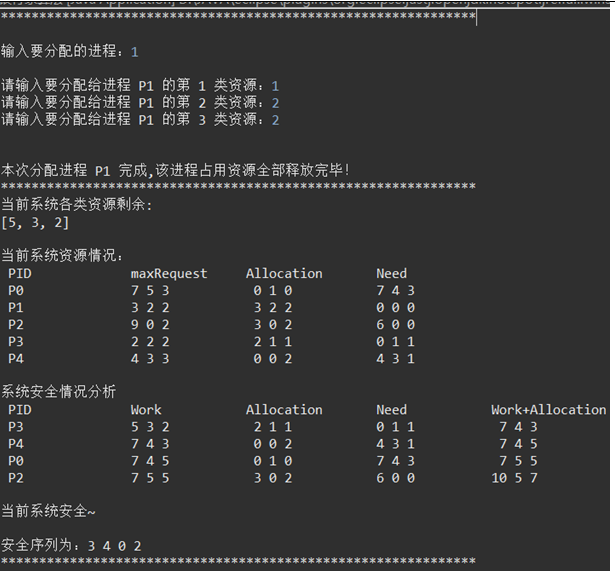 **************************************************************
输入要分配的进程：1
请输入要分配给进程 P1 的第 1 类资源：1
请输入要分配给进程 P1 的第 2 类资源：2
请输入要分配给进程 P1 的第 3 类资源：2
本次分配进程 P1 完成,该进程占用资源全部释放完毕!
**************************************************************
当前系统各类资源剩余:
[5, 3, 2]
当前系统资源情况：
PID maxRequest Allocation Need
P0 7 5 3 0 1 0 7 4 3
P1 3 2 2 3 2 2 0 0 0
P2 9 0 2 3 0 2 6 0 0
P3 2 2 2 2 1 1 0 1 1
P4 4 3 3 0 0 2 4 3 1
系统安全情况分析
PID Work Allocation Need Work+Allocation
P3 5 3 2 2 1 1 0 1 1 7 4 3
P4 7 4 3 0 0 2 4 3 1 7 4 5
P0 7 4 5 0 1 0 7 4 3 7 5 5
P2 7 5 5 3 0 2 6 0 0 10 5 7
当前系统安全~
安全序列为：3 4 0 2
**************************************************************